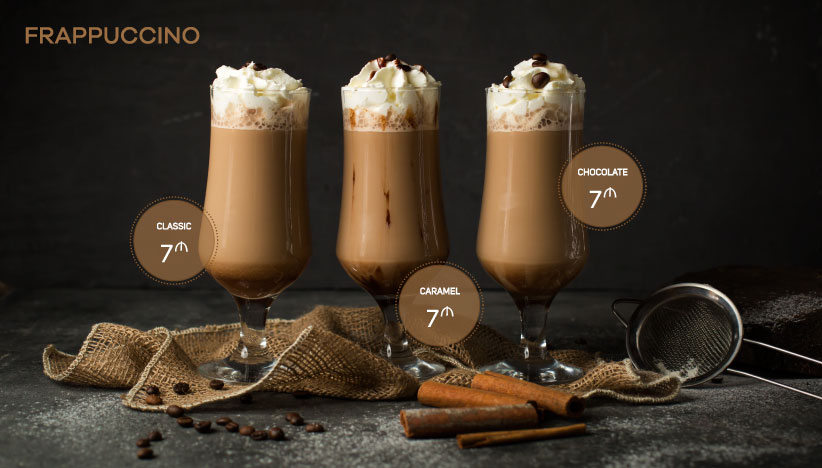 FRAPPUCCINO
CLASSIC
7₼
CARAMEL
7₼
CHOCOLATE
7₼